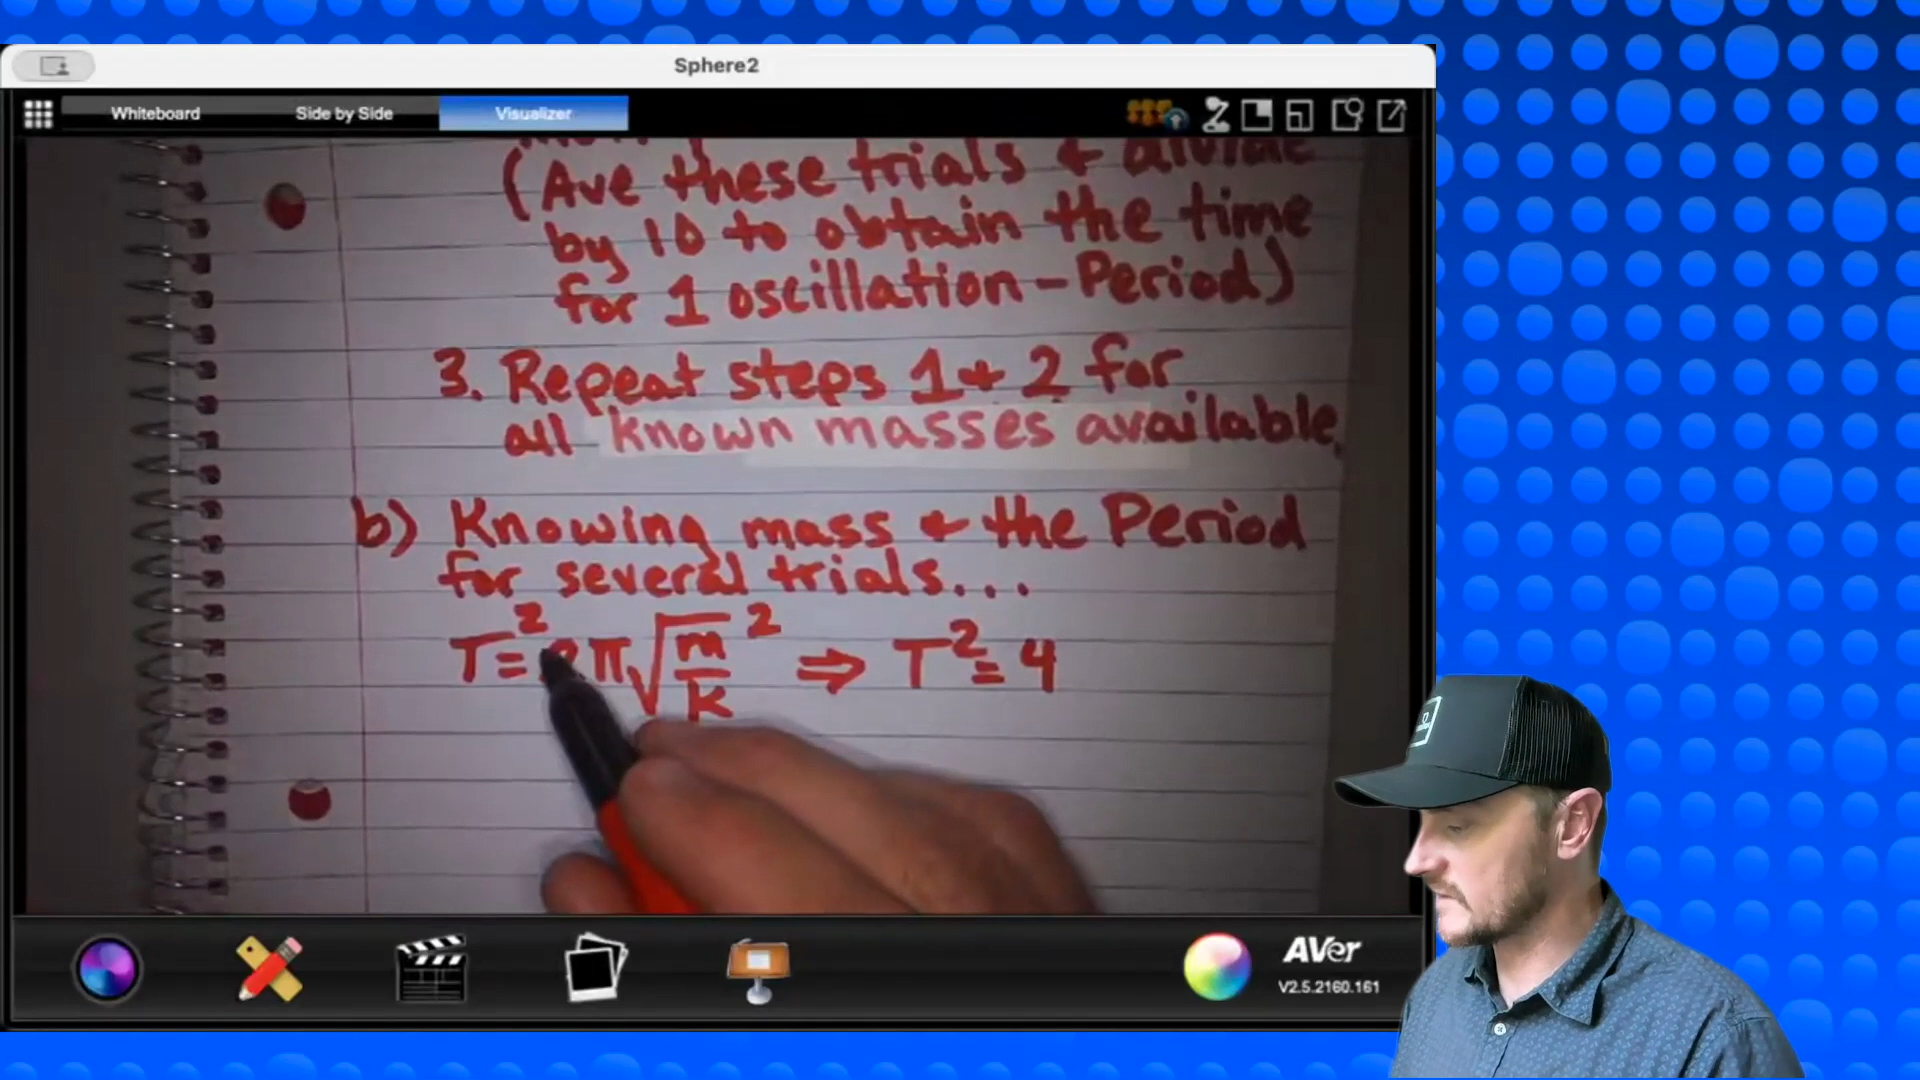 Sphere2
Whiteboard Side by Side Visualizer
(Ave these trials & divide
by 10 to obtain the time
for 1 oscillation - Period)
3. Repeat steps 1 & 2 for
all known masses available.
b) Knowing mass & the Period
for several trials...
T² = 2π√(m/k)² ⇒ T² = 4
AVer
V2.5.2160.161